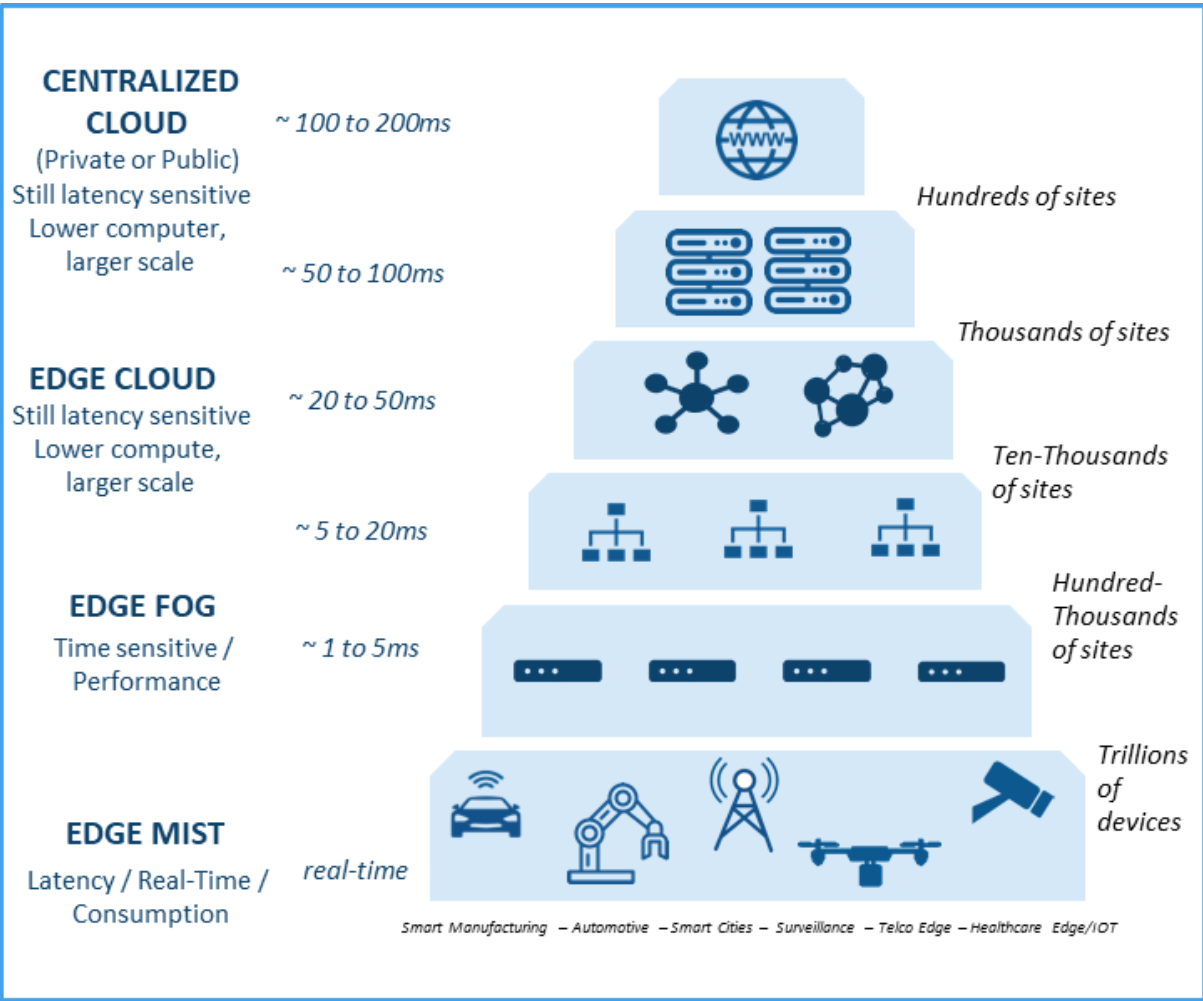 CENTRALIZED
CLOUD
(Private or Public)
Still latency sensitive
Lower computer,
larger scale
~ 100 to 200ms
WWW
Hundreds of sites
~ 50 to 100ms
Thousands of sites
EDGE CLOUD
Still latency sensitive
Lower compute,
larger scale
~ 20 to 50ms
Ten-Thousands
of sites
~ 5 to 20ms
Hundred-
Thousands
of sites
EDGE FOG
Time sensitive /
Performance
~ 1 to 5ms
Trillions
of
devices
EDGE MIST
Latency / Real-Time /
Consumption
real-time
Smart Manufacturing – Automotive – Smart Cities – Surveillance – Telco Edge – Healthcare Edge/IOT